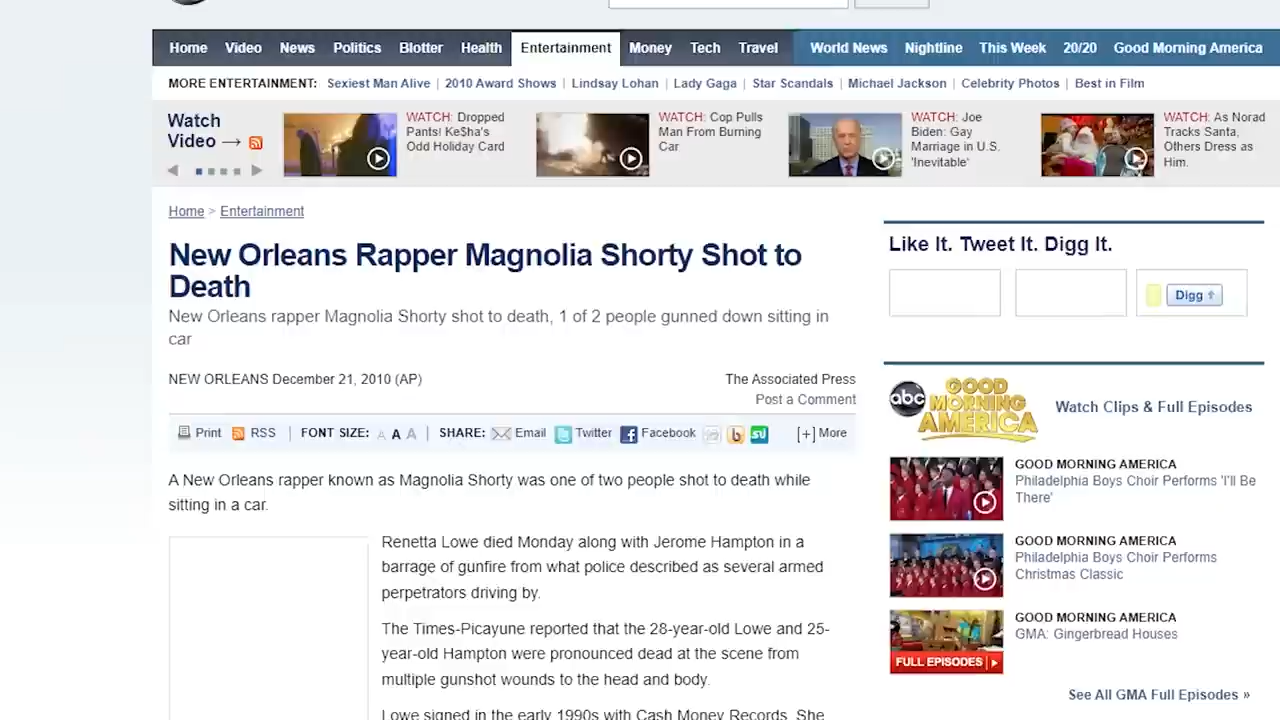 Home Video News Politics Blotter Health Entertainment Money Tech Travel World News Nightline This Week 20/20 Good Morning America
MORE ENTERTAINMENT: Sexiest Man Alive | 2010 Award Shows | Lindsay Lohan | Lady Gaga | Star Scandals | Michael Jackson | Celebrity Photos | Best in Film
Watch
Video →
WATCH: Dropped
Pants! Ke$ha's
Odd Holiday Card
WATCH: Cop Pulls
Man From Burning
Car
WATCH: Joe
Biden: Gay
Marriage in U.S.
'Inevitable'
WATCH: As Norad
Tracks Santa,
Others Dress as
Him.
Home > Entertainment
New Orleans Rapper Magnolia Shorty Shot to
Death
New Orleans rapper Magnolia Shorty shot to death, 1 of 2 people gunned down sitting in
car
NEW ORLEANS December 21, 2010 (AP)
The Associated Press
Post a Comment
Print RSS | FONT SIZE: A A A | SHARE: Email Twitter Facebook [+] More
A New Orleans rapper known as Magnolia Shorty was one of two people shot to death while
sitting in a car.
Renetta Lowe died Monday along with Jerome Hampton in a
barrage of gunfire from what police described as several armed
perpetrators driving by.
The Times-Picayune reported that the 28-year-old Lowe and 25-
year-old Hampton were pronounced dead at the scene from
multiple gunshot wounds to the head and body.
Lowe signed in the early 1990s with Cash Money Records. She
Like It. Tweet It. Digg It.
Digg
abc
GOOD
MORNING
AMERICA
Watch Clips & Full Episodes
GOOD MORNING AMERICA
Philadelphia Boys Choir Performs 'I'll Be
There'
GOOD MORNING AMERICA
Philadelphia Boys Choir Performs
Christmas Classic
GOOD MORNING AMERICA
GMA: Gingerbread Houses
FULL EPISODES
See All GMA Full Episodes »